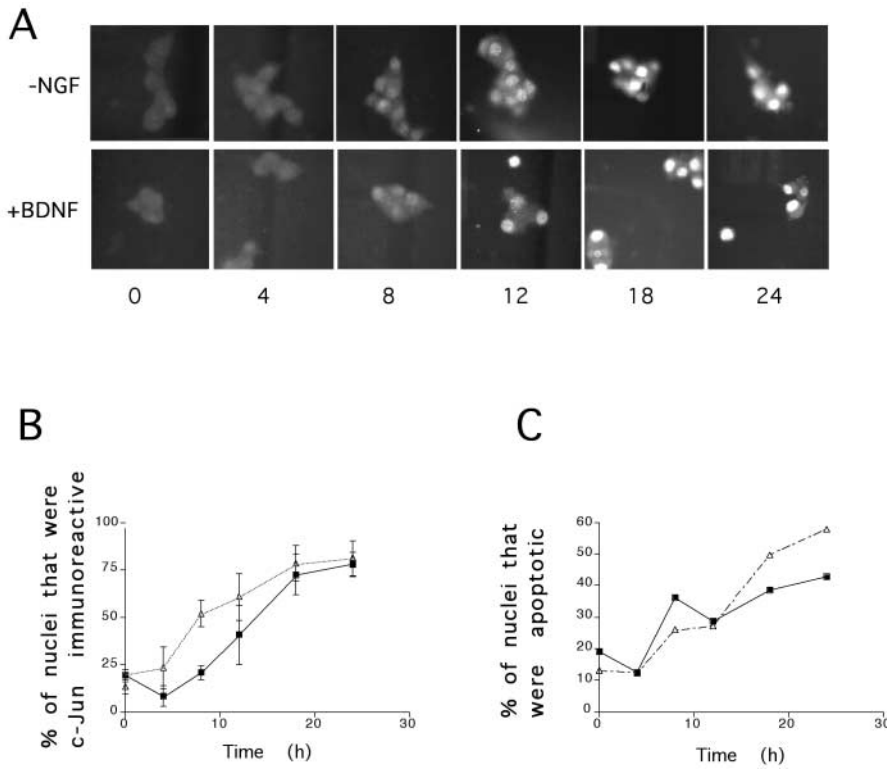 A
-NGF
+BDNF
0 4 8 12 18 24
B
% of nuclei that were
c-Jun immunoreactive
100
75
50
25
0
0 10 20 30
Time (h)
C
% of nuclei that
were apoptotic
60
50
40
30
20
10
0
0 10 20 30
Time (h)